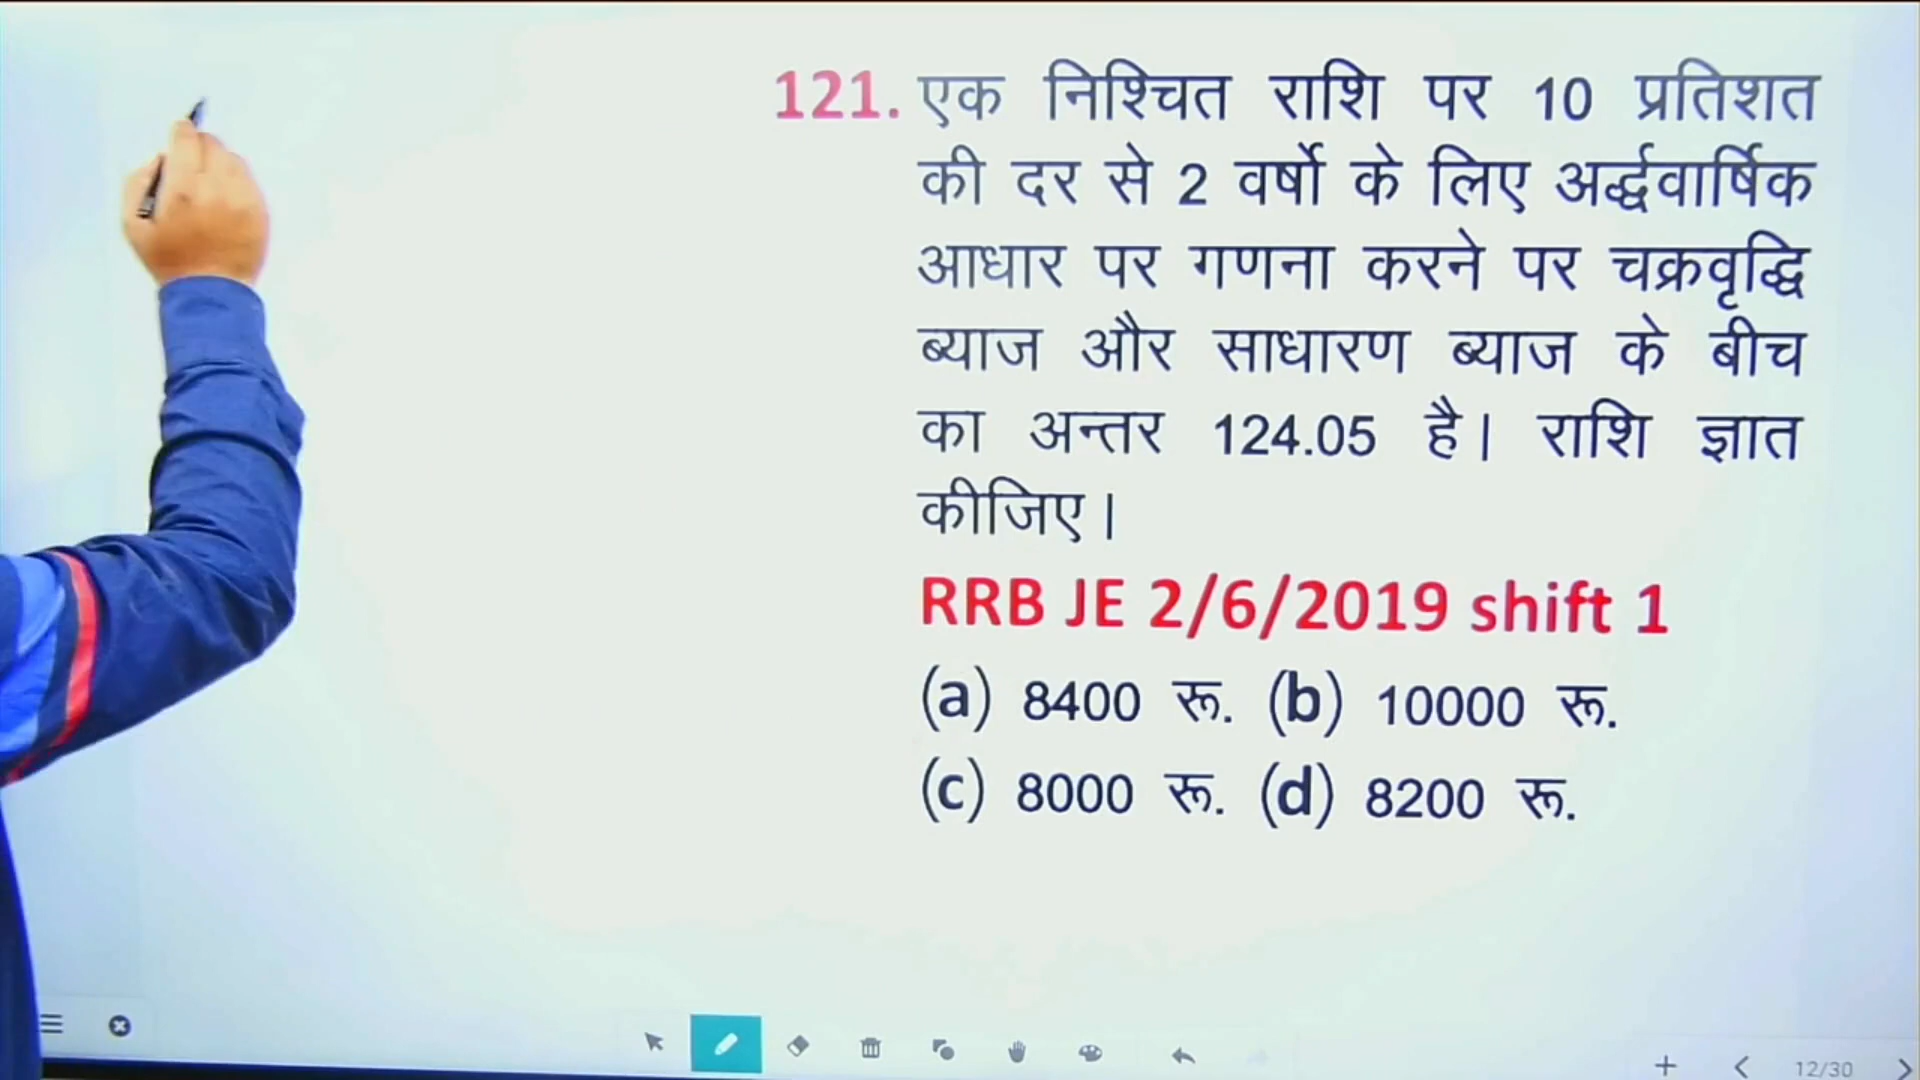 121. एक निश्चित राशि पर 10 प्रतिशत
की दर से 2 वर्षो के लिए अर्द्धवार्षिक
आधार पर गणना करने पर चक्रवृद्धि
ब्याज और साधारण ब्याज के बीच
का अन्तर 124.05 है। राशि ज्ञात
कीजिए।
RRB JE 2/6/2019 shift 1
(a) 8400 रू. (b) 10000 रू.
(c) 8000 रू. (d) 8200 रू.
12/30